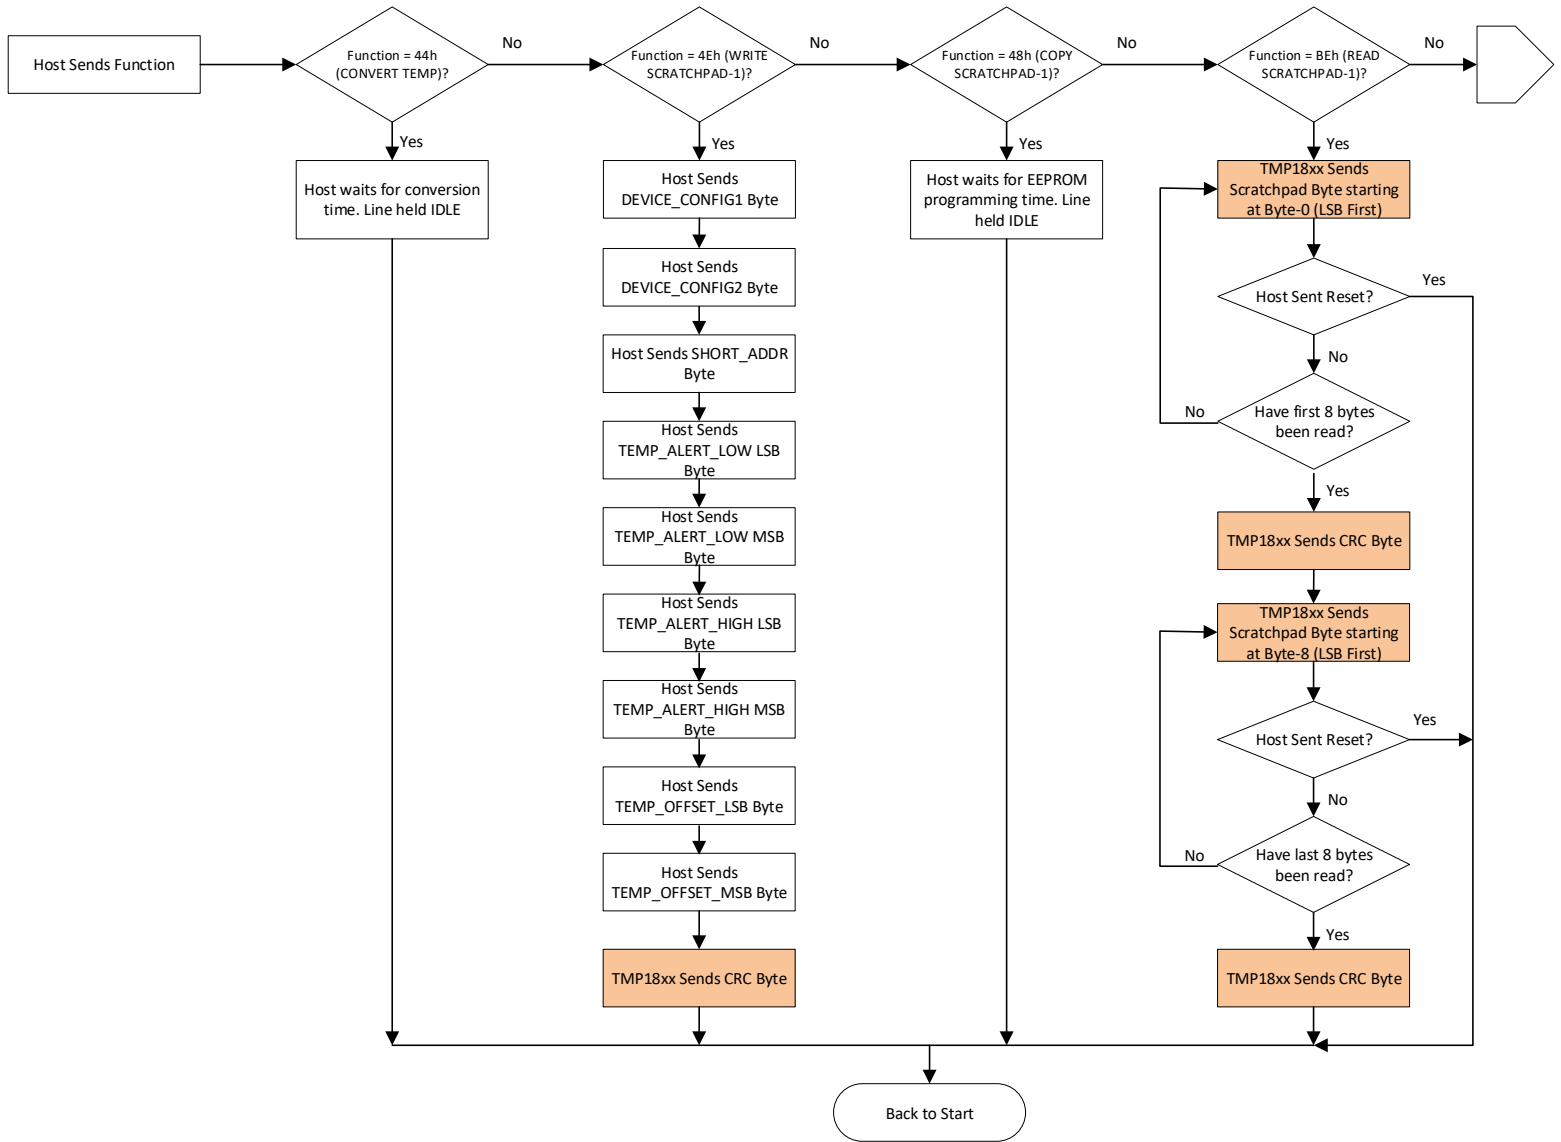 Host Sends Function
Function = 44h
(CONVERT TEMP)?
No
Function = 4Eh (WRITE
SCRATCHPAD-1)?
No
Function = 48h (COPY
SCRATCHPAD-1)?
No
Function = BEh (READ
SCRATCHPAD-1)?
No
Yes
Host waits for conversion
time. Line held IDLE
Yes
Host Sends
DEVICE_CONFIG1 Byte
Host Sends
DEVICE_CONFIG2 Byte
Host Sends SHORT_ADDR
Byte
Host Sends
TEMP_ALERT_LOW LSB
Byte
Host Sends
TEMP_ALERT_LOW MSB
Byte
Host Sends
TEMP_ALERT_HIGH LSB
Byte
Host Sends
TEMP_ALERT_HIGH MSB
Byte
Host Sends
TEMP_OFFSET_LSB Byte
Host Sends
TEMP_OFFSET_MSB Byte
TMP18xx Sends CRC Byte
Yes
Host waits for EEPROM
programming time. Line
held IDLE
Yes
TMP18xx Sends
Scratchpad Byte starting
at Byte-0 (LSB First)
Host Sent Reset?
Yes
No
Have first 8 bytes
been read?
No
Yes
TMP18xx Sends CRC Byte
TMP18xx Sends
Scratchpad Byte starting
at Byte-8 (LSB First)
Host Sent Reset?
Yes
No
Have last 8 bytes
been read?
No
Yes
TMP18xx Sends CRC Byte
Back to Start